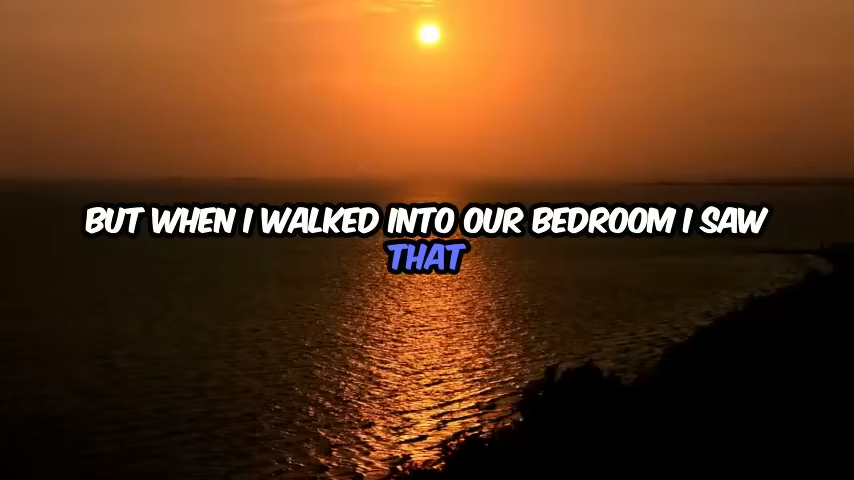 BUT WHEN I WALKED INTO OUR BEDROOM I SAW
THAT